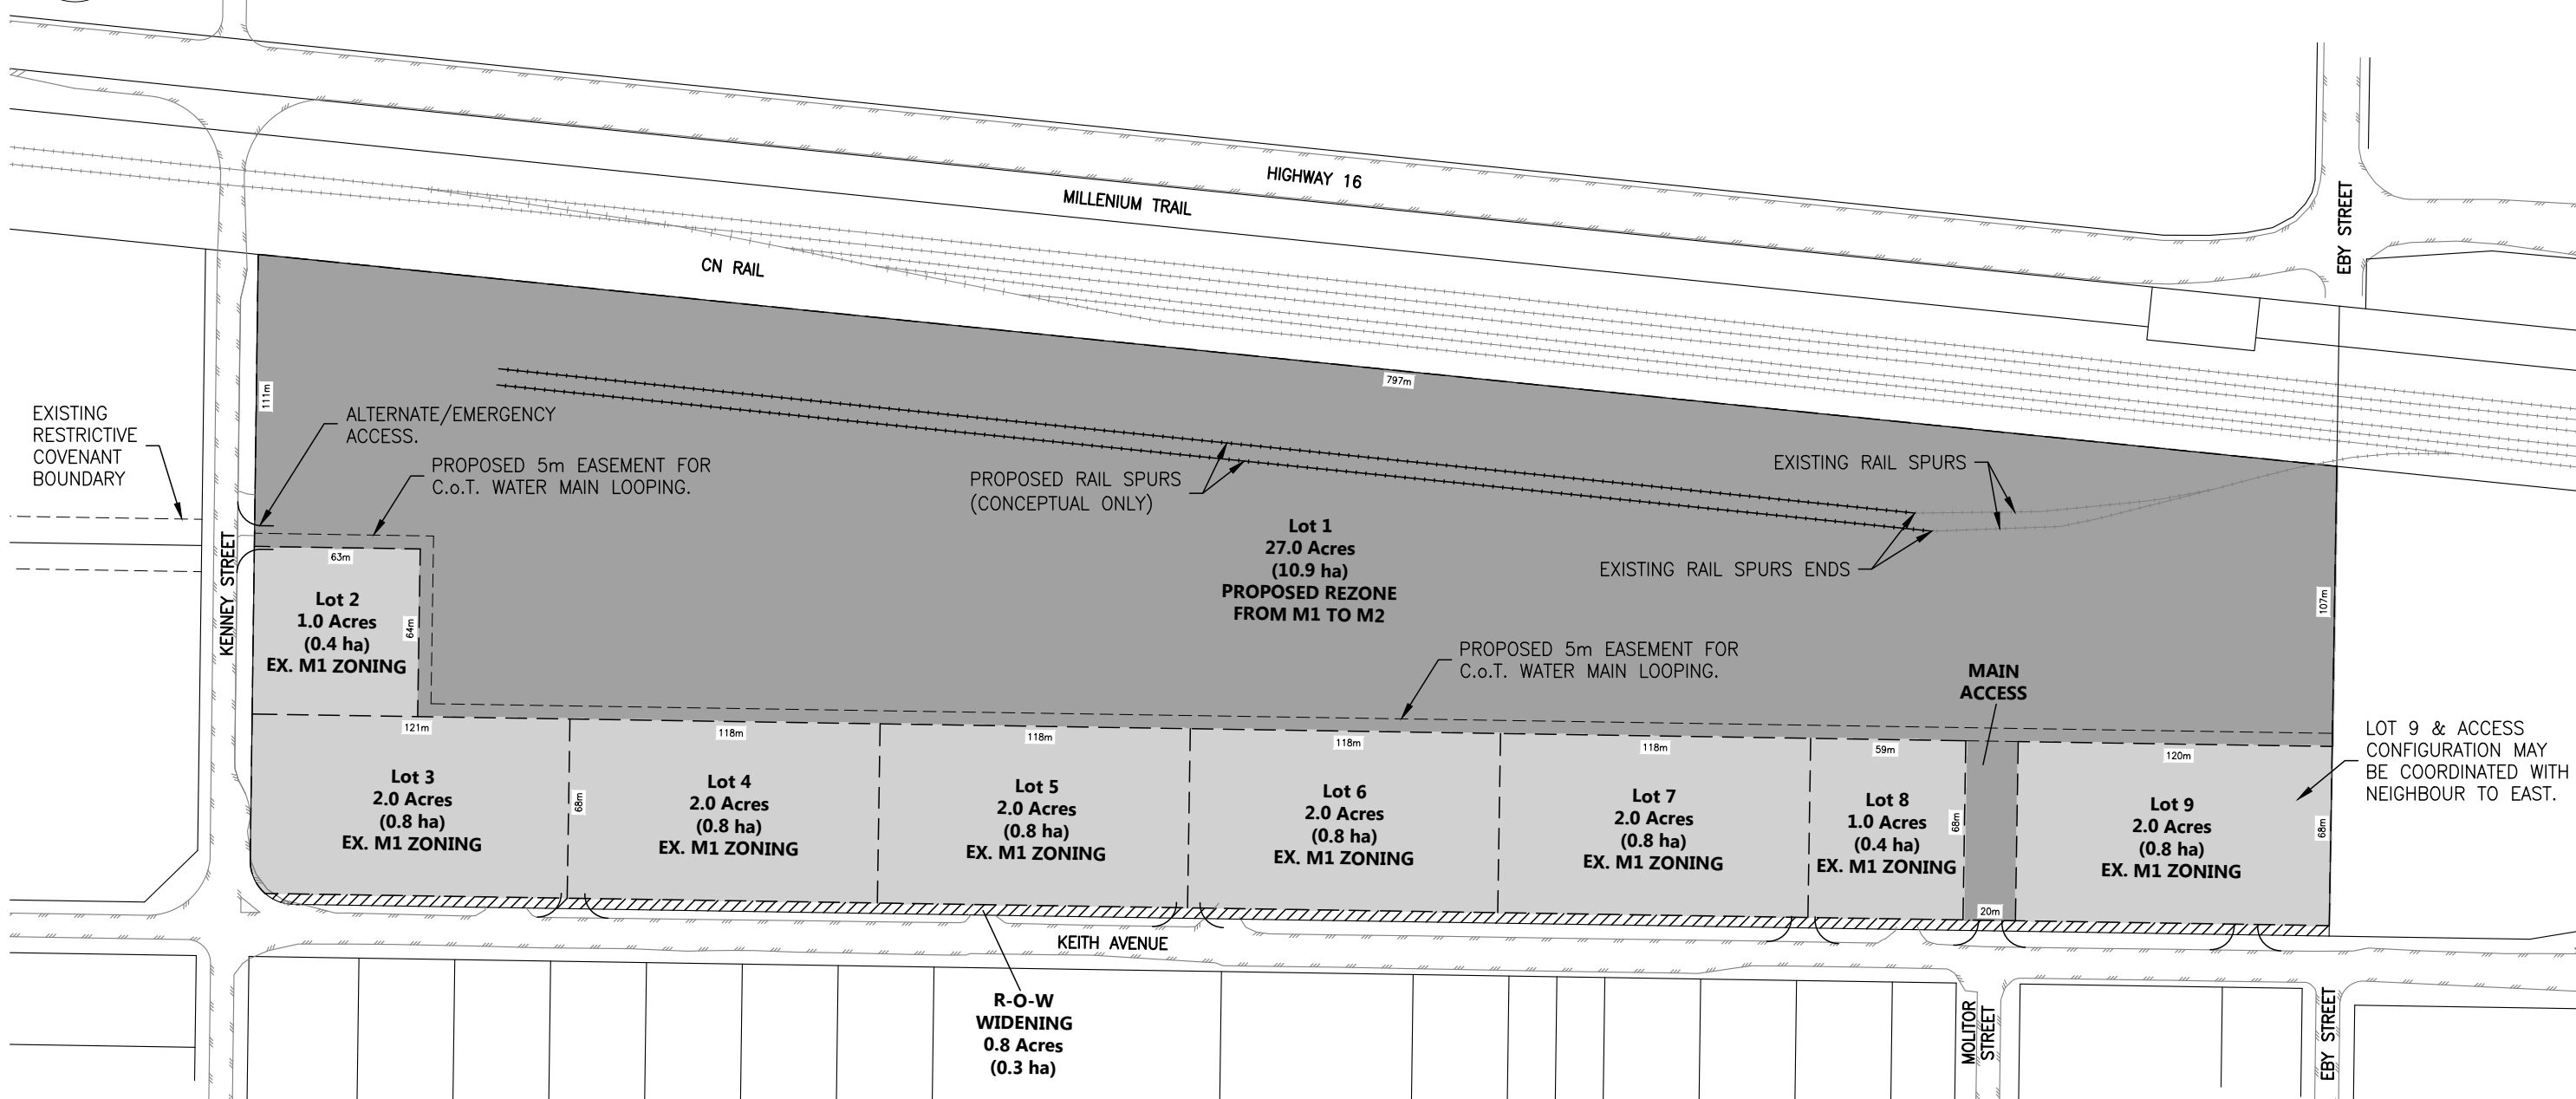 HIGHWAY 16
MILLENIUM TRAIL
EBY STREET
CN RAIL
797m
111m
EXISTING
RESTRICTIVE
COVENANT
BOUNDARY
ALTERNATE/EMERGENCY
ACCESS.
PROPOSED 5m EASEMENT FOR
C.o.T. WATER MAIN LOOPING.
PROPOSED RAIL SPURS
(CONCEPTUAL ONLY)
EXISTING RAIL SPURS
EXISTING RAIL SPURS ENDS
Lot 1
27.0 Acres
(10.9 ha)
PROPOSED REZONE
FROM M1 TO M2
KENNEY STREET
63m
Lot 2
1.0 Acres
(0.4 ha)
EX. M1 ZONING
64m
107m
PROPOSED 5m EASEMENT FOR
C.o.T. WATER MAIN LOOPING.
MAIN
ACCESS
LOT 9 & ACCESS
CONFIGURATION MAY
BE COORDINATED WITH
NEIGHBOUR TO EAST.
121m
118m
118m
118m
118m
59m
120m
Lot 3
2.0 Acres
(0.8 ha)
EX. M1 ZONING
68m
Lot 4
2.0 Acres
(0.8 ha)
EX. M1 ZONING
Lot 5
2.0 Acres
(0.8 ha)
EX. M1 ZONING
Lot 6
2.0 Acres
(0.8 ha)
EX. M1 ZONING
Lot 7
2.0 Acres
(0.8 ha)
EX. M1 ZONING
Lot 8
1.0 Acres
(0.4 ha)
EX. M1 ZONING
68m
20m
Lot 9
2.0 Acres
(0.8 ha)
EX. M1 ZONING
68m
KEITH AVENUE
R-O-W
WIDENING
0.8 Acres
(0.3 ha)
MOLITOR
STREET
EBY STREET